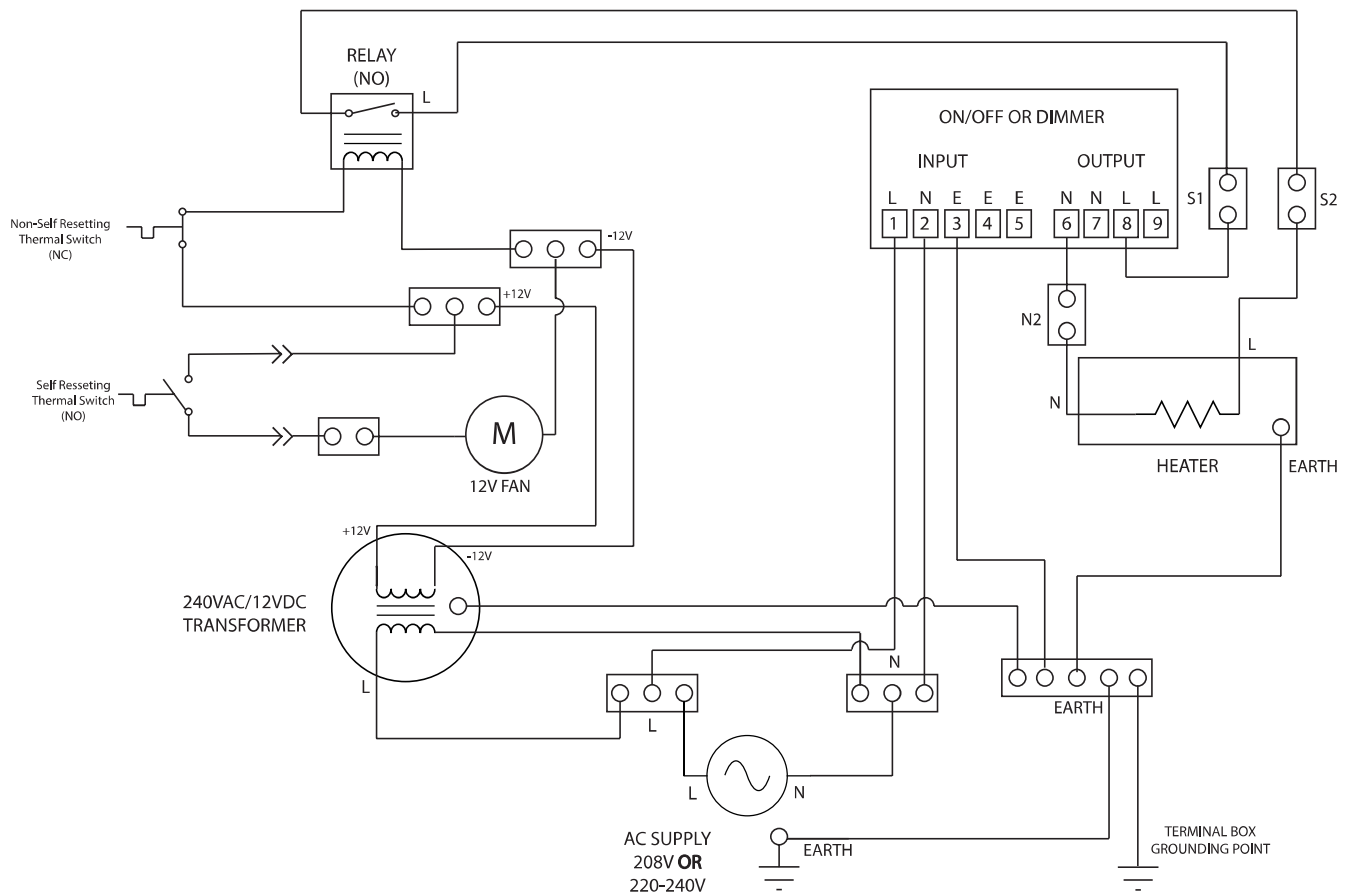 RELAY
(NO)
L
ON/OFF OR DIMMER
INPUT
OUTPUT
L N E E E N N L L
1 2 3 4 5 6 7 8 9
S1
S2
Non-Self Resetting
Thermal Switch
(NC)
-12V
+12V
N2
L
Self Resseting
Thermal Switch
(NO)
M
12V FAN
N
HEATER
EARTH
+12V
-12V
240VAC/12VDC
TRANSFORMER
L
N
L
EARTH
L
N
AC SUPPLY
208V OR
220-240V
EARTH
TERMINAL BOX
GROUNDING POINT